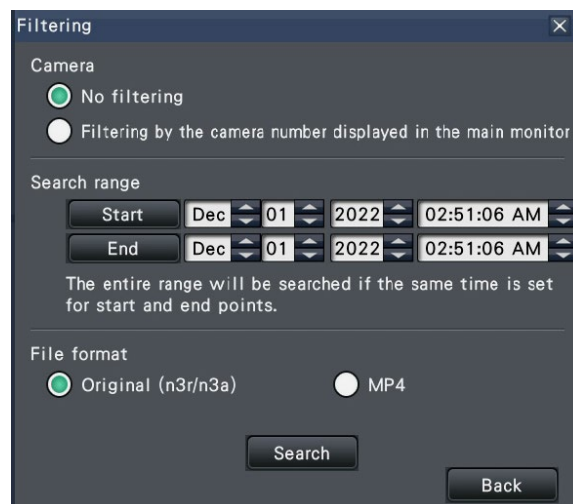 Filtering
Camera
No filtering
Filtering by the camera number displayed in the main monitor
Search range
Start Dec 01 2022 02:51:06 AM
End Dec 01 2022 02:51:06 AM
The entire range will be searched if the same time is set
for start and end points.
File format
Original (n3r/n3a) MP4
Search
Back